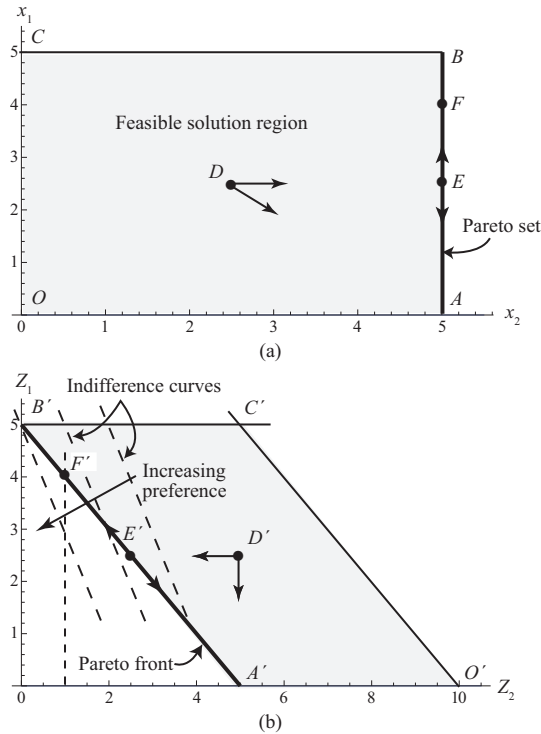 x1
C
5
B
4
F
Feasible solution region
3
D
E
2
Pareto set
1
O
A
0 1 2 3 4 5
x2
(a)
Z1
Indifference curves
B′
C′
5
F′
4
Increasing
preference
3
E′
D′
2
1
Pareto front
A′
O′
0 2 4 6 8 10
Z2
(b)